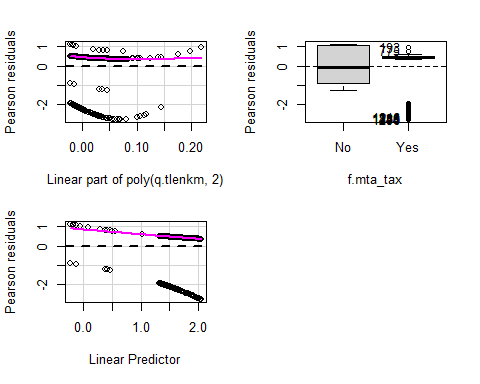 Pearson residuals
1
0
-2
0.00
0.10
0.20
Linear part of poly(q.tlenkm, 2)
Pearson residuals
1
0
-2
No
Yes
f.mta_tax
Pearson residuals
1
0
-2
0.0
1.0
2.0
Linear Predictor